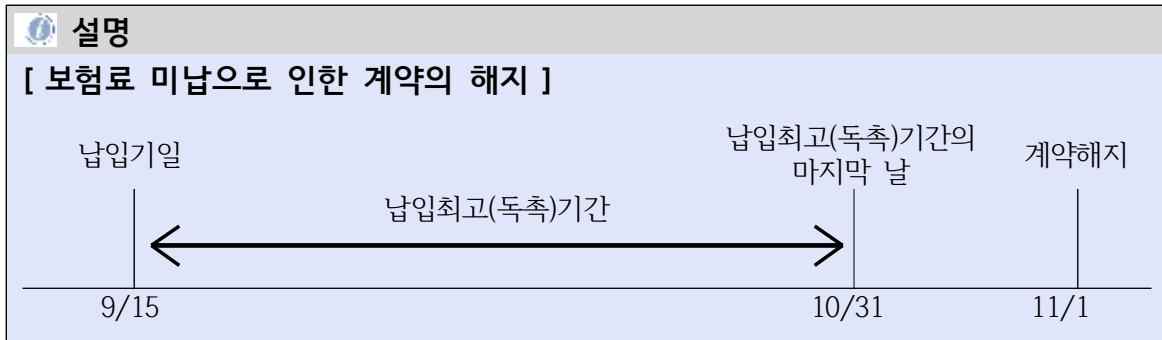 설명
[ 보험료 미납으로 인한 계약의 해지 ]
납입기일
납입최고(독촉)기간의
마지막 날
계약해지
납입최고(독촉)기간
9/15
10/31
11/1